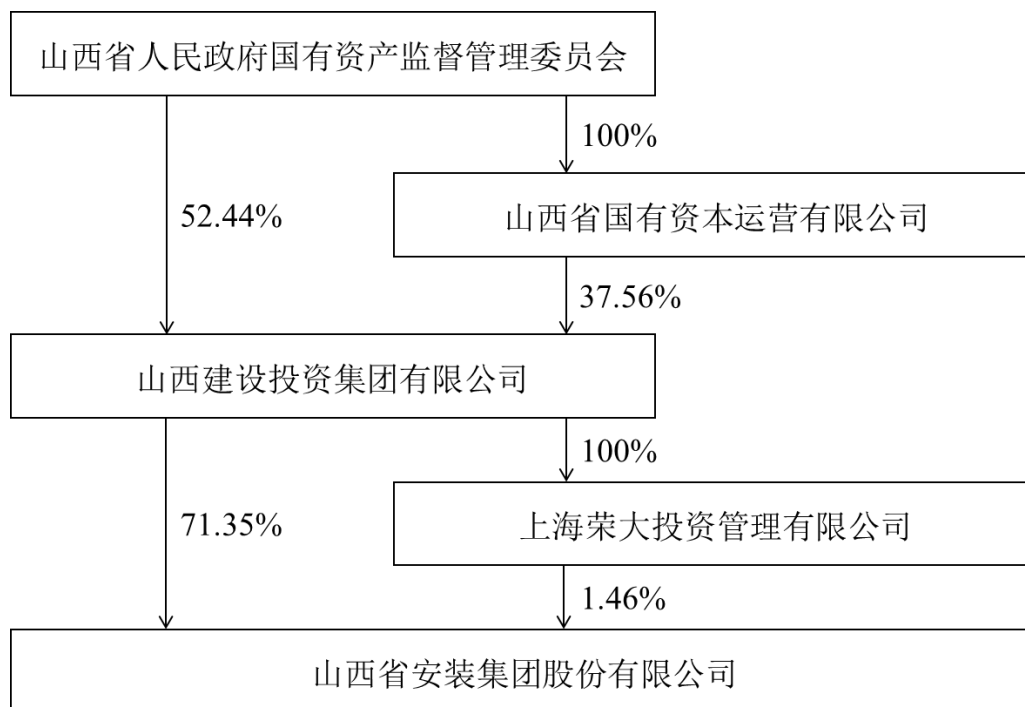 山西省人民政府国有资产监督管理委员会
100%
52.44%
山西省国有资本运营有限公司
37.56%
山西建设投资集团有限公司
100%
71.35%
上海荣大投资管理有限公司
1.46%
山西省安装集团股份有限公司